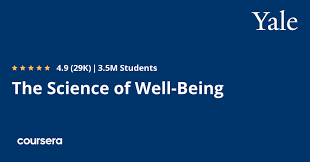 Yale
4.9 (29K) | 3.5M Students
The Science of Well-Being
coursera